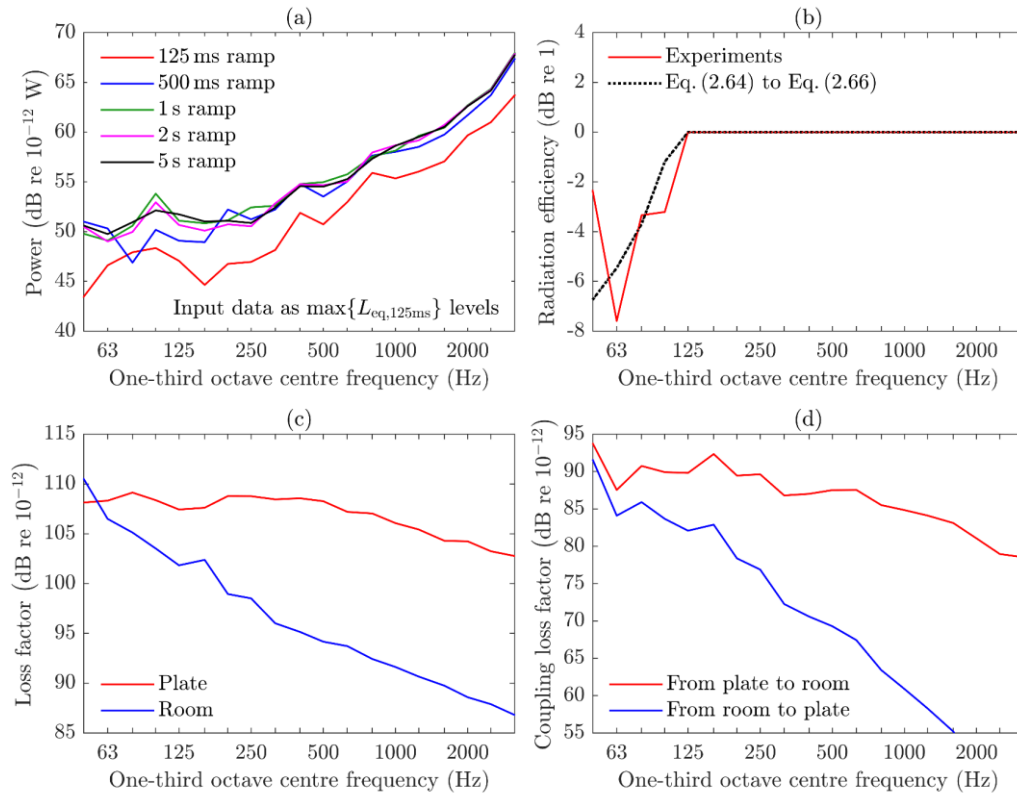 (a)
Power (dB re 10⁻¹² W)
70
65
60
55
50
45
40
125 ms ramp
500 ms ramp
1 s ramp
2 s ramp
5 s ramp
Input data as max{L_eq,125ms} levels
63 125 250 500 1000 2000
One-third octave centre frequency (Hz)
(b)
Radiation efficiency (dB re 1)
4
2
0
-2
-4
-6
-8
Experiments
Eq. (2.64) to Eq. (2.66)
63 125 250 500 1000 2000
One-third octave centre frequency (Hz)
(c)
Loss factor (dB re 10⁻¹²)
115
110
105
100
95
90
85
Plate
Room
63 125 250 500 1000 2000
One-third octave centre frequency (Hz)
(d)
Coupling loss factor (dB re 10⁻¹²)
95
90
85
80
75
70
65
60
55
From plate to room
From room to plate
63 125 250 500 1000 2000
One-third octave centre frequency (Hz)